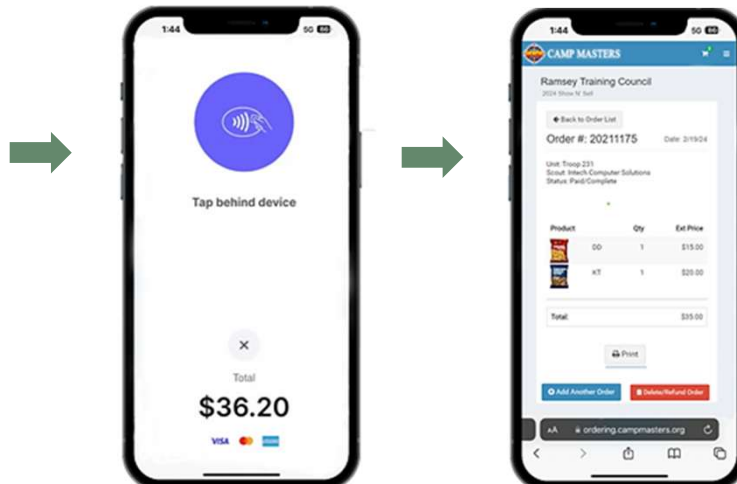 1:44 5G 66
Tap behind device
Total
$36.20
VISA
1:44 5G 66
CAMP MASTERS
Ramsey Training Council
2024 Show N' Sell
Back to Order List
Order #: 20211175 Date: 2/19/24
Unit: Troop 231
Scout: Intech Computer Solutions
Status: Paid/Complete
Product Qty Ext Price
DD 1 $15.00
KT 1 $20.00
Total: $35.00
Print
Add Another Order Delete/Refund Order
AA ordering.campmasters.org